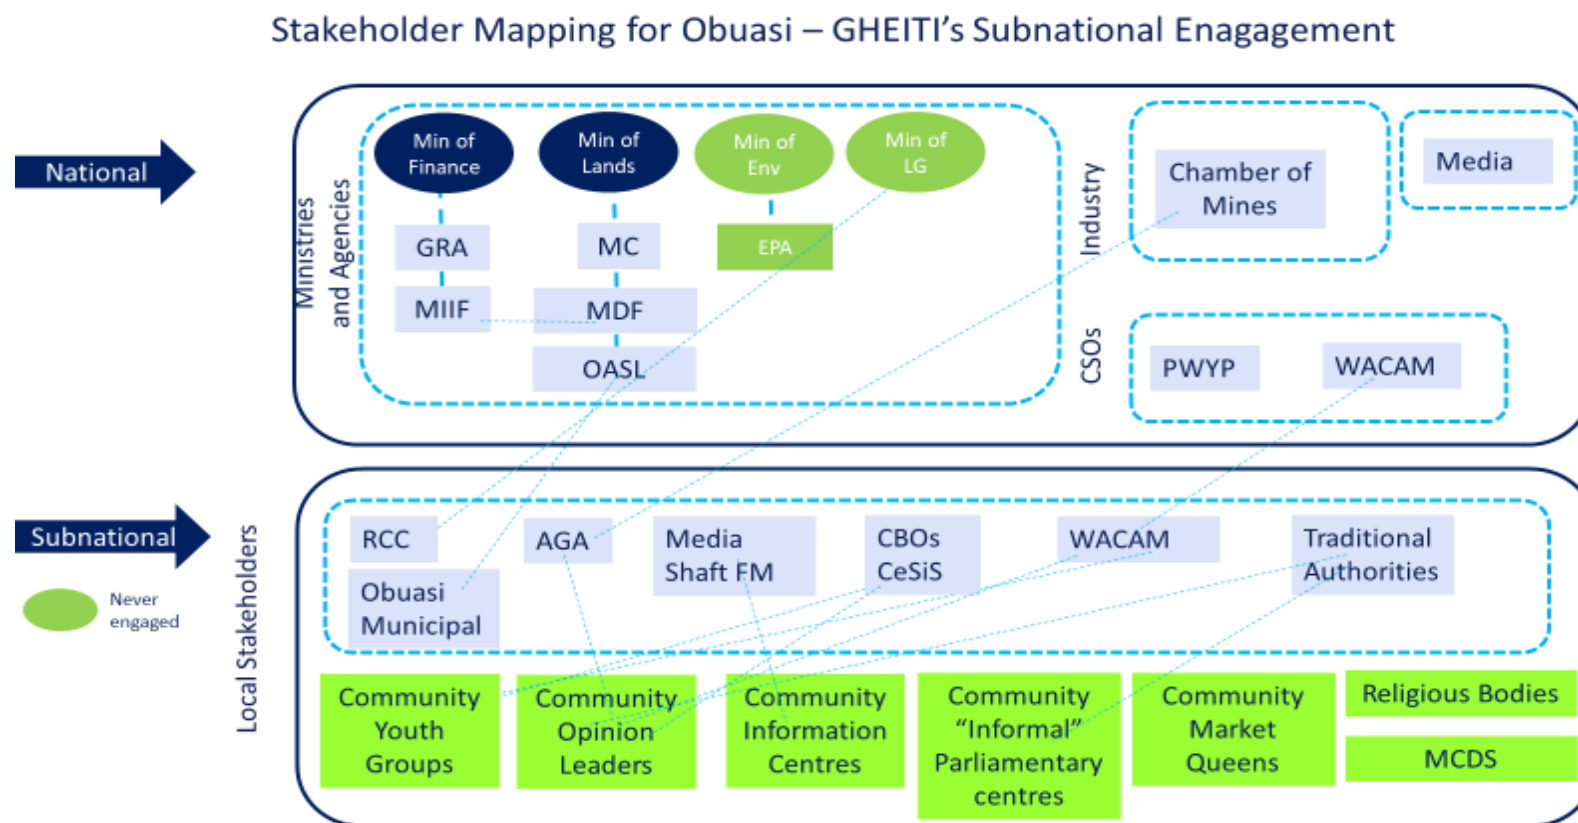 Stakeholder Mapping for Obuasi – GHEITI's Subnational Enagagement
National
Ministries
and Agencies
Min of
Finance
Min of
Lands
Min of
Env
Min of
LG
GRA
MC
EPA
MIIF
MDF
OASL
Industry
Chamber of
Mines
Media
CSOs
PWYP
WACAM
Subnational
Never
engaged
Local Stakeholders
RCC
Obuasi
Municipal
AGA
Media
Shaft FM
CBOs
CeSiS
WACAM
Traditional
Authorities
Community
Youth
Groups
Community
Opinion
Leaders
Community
Information
Centres
Community
“Informal”
Parliamentary
centres
Community
Market
Queens
Religious Bodies
MCDS